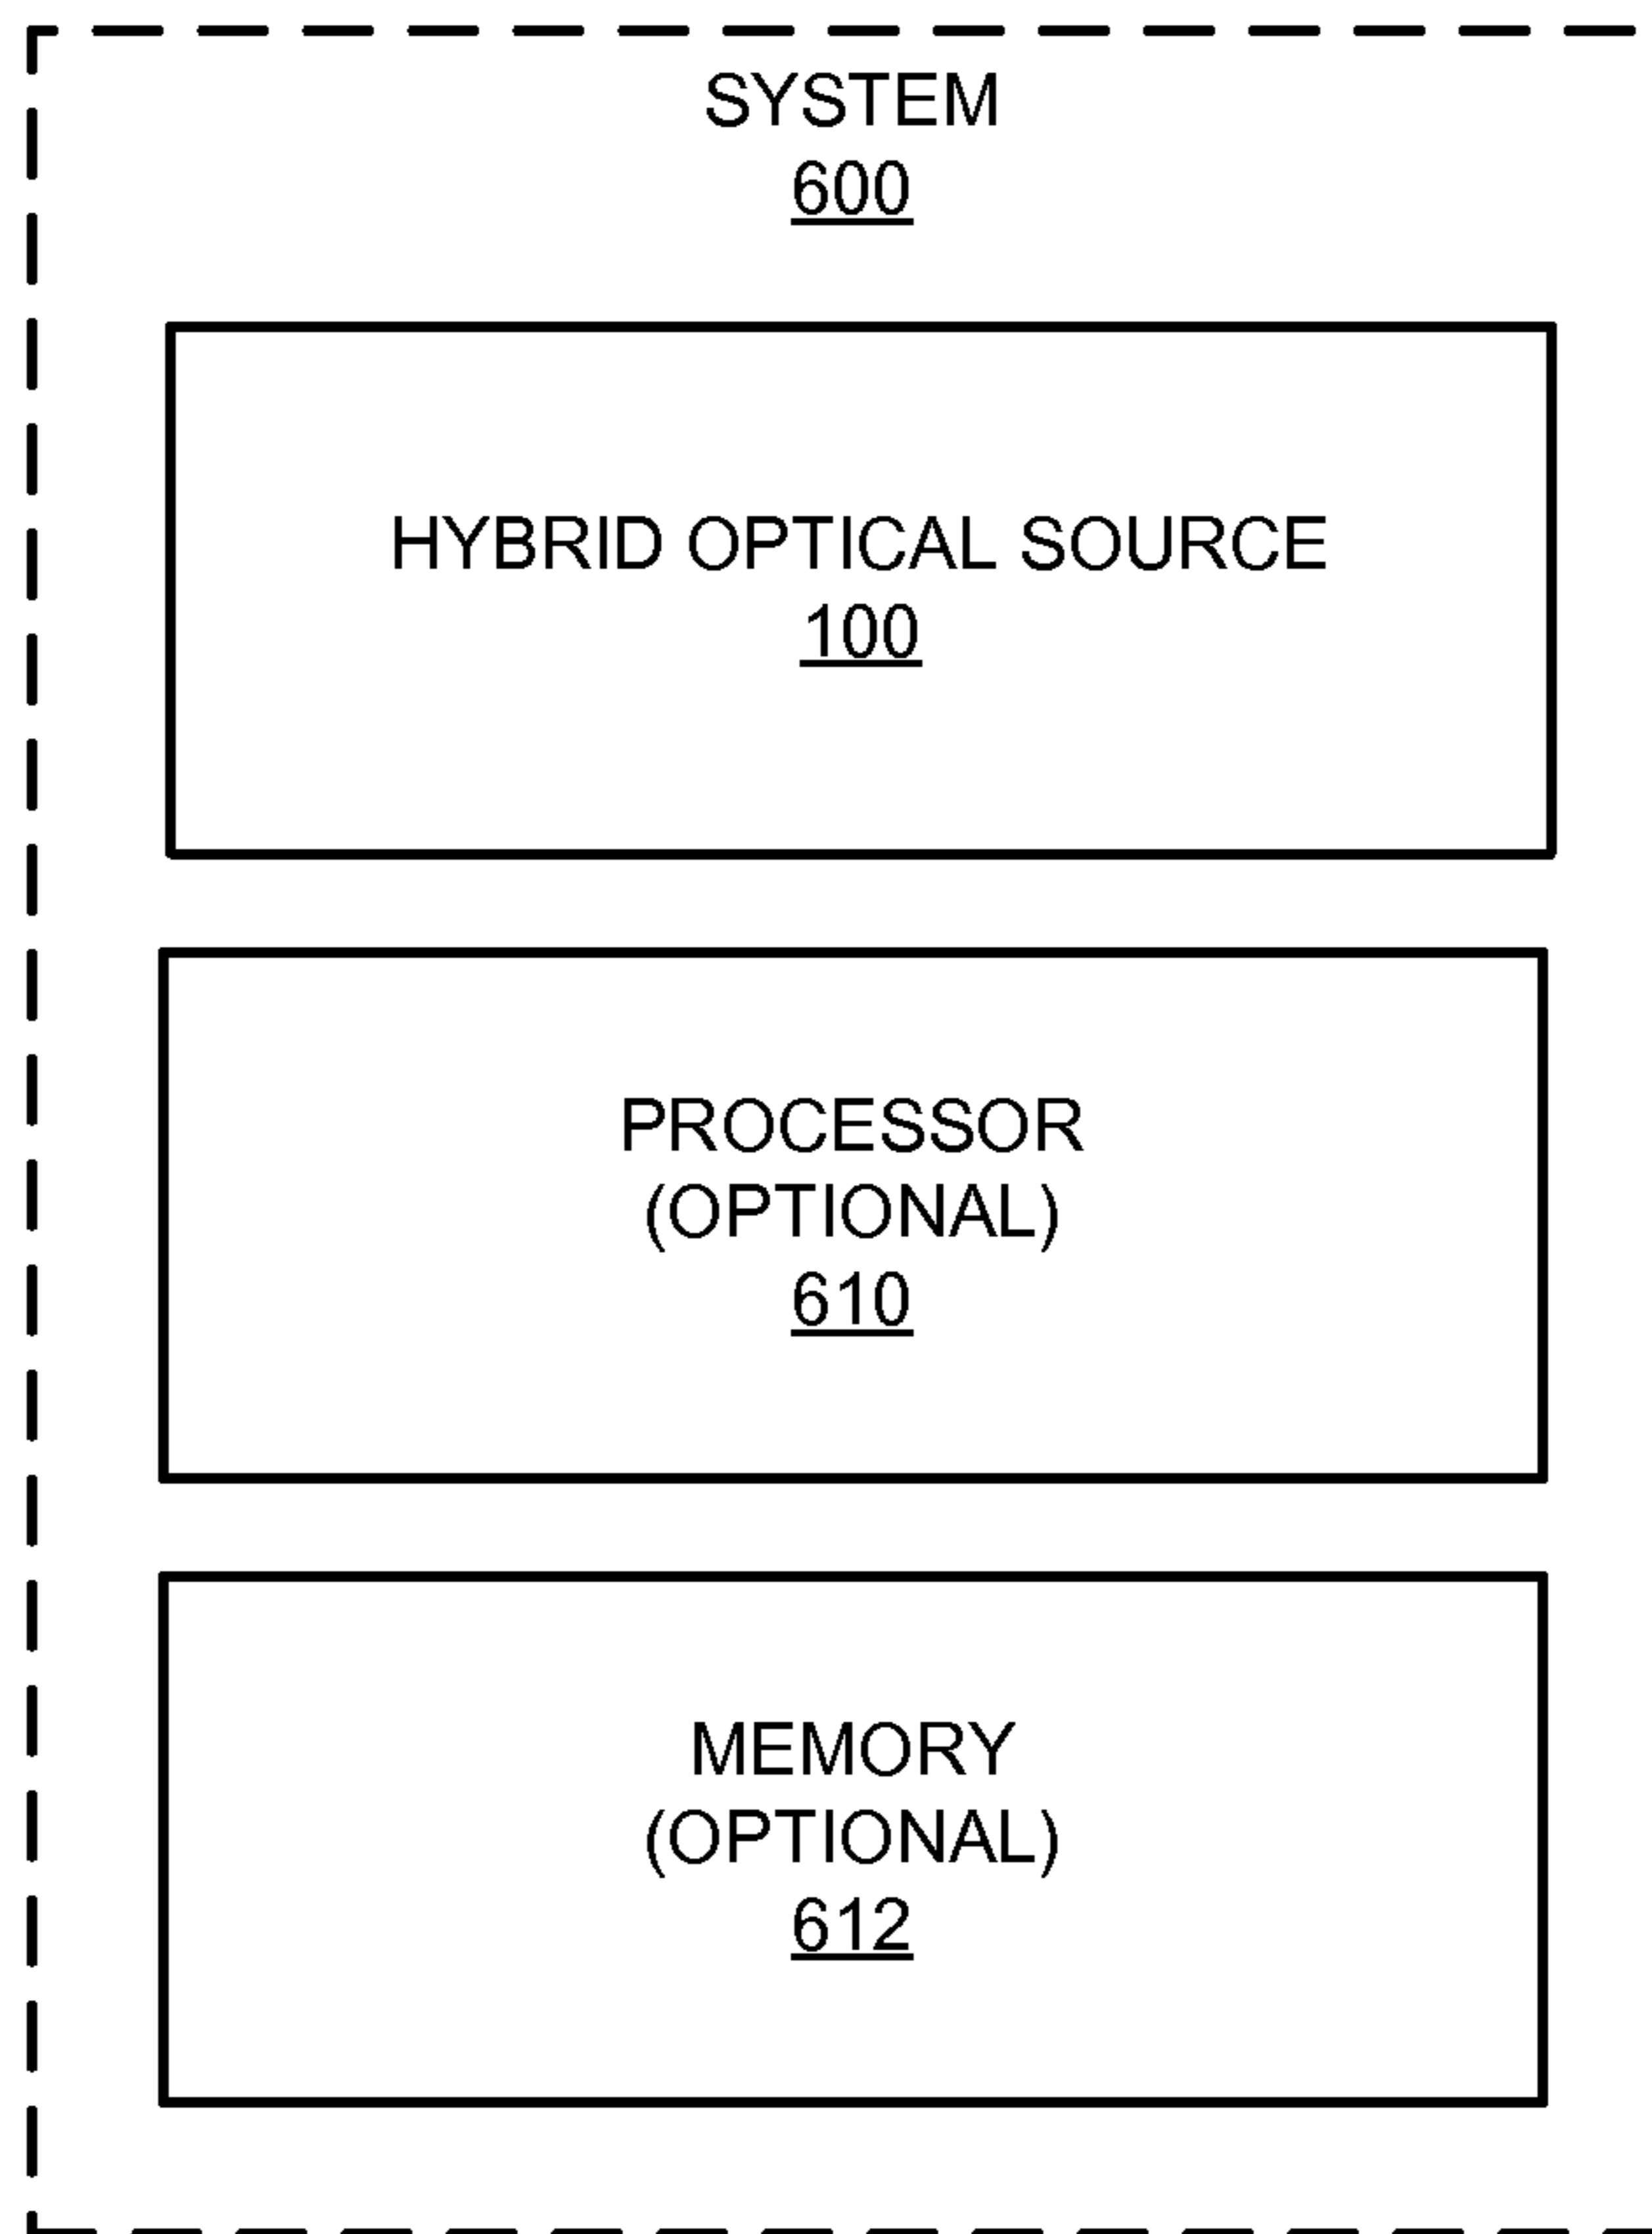 SYSTEM
600
HYBRID OPTICAL SOURCE
100
PROCESSOR
(OPTIONAL)
610
MEMORY
(OPTIONAL)
612